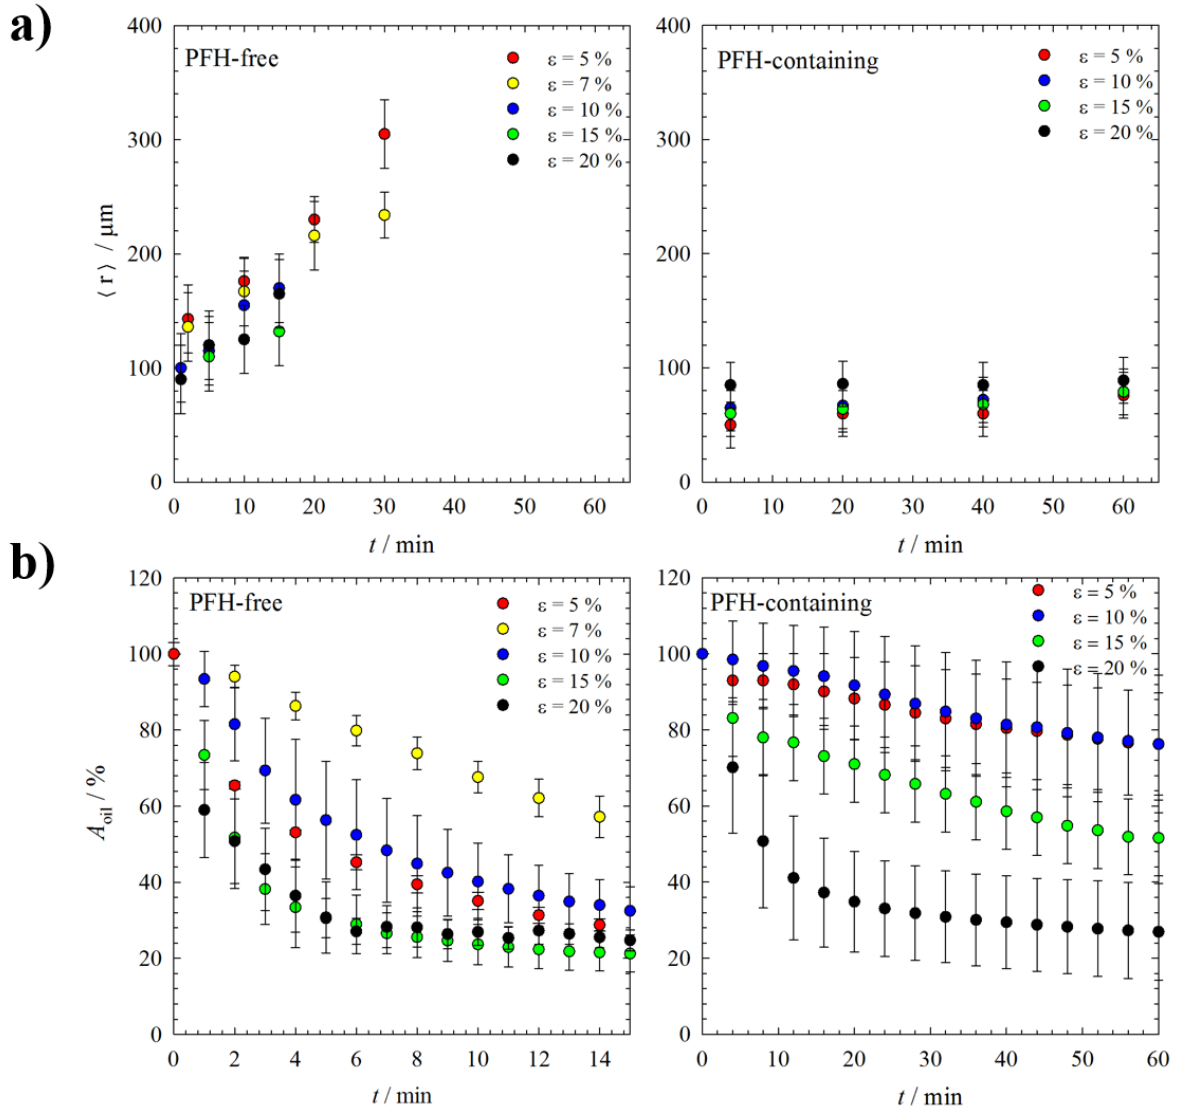 a)
PFH-free
ε = 5 %
ε = 7 %
ε = 10 %
ε = 15 %
ε = 20 %
400
300
200
100
0
⟨ r ⟩ / µm
0 10 20 30 40 50 60
t / min
PFH-containing
ε = 5 %
ε = 10 %
ε = 15 %
ε = 20 %
400
300
200
100
0
10 20 30 40 50 60
t / min
b)
PFH-free
ε = 5 %
ε = 7 %
ε = 10 %
ε = 15 %
ε = 20 %
120
100
80
60
40
20
0
Aoil / %
0 2 4 6 8 10 12 14
t / min
PFH-containing
ε = 5 %
ε = 10 %
ε = 15 %
ε = 20 %
120
100
80
60
40
20
0
0 10 20 30 40 50 60
t / min